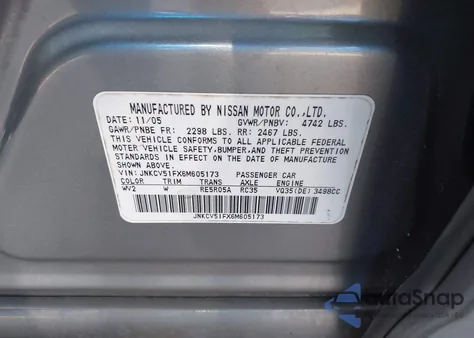 MANUFACTURED BY NISSAN MOTOR CO.,LTD.
DATE: 11/05 GVWR/PNBV: 4742 LBS.
GAWR/PNBE FR: 2298 LBS. RR: 2467 LBS.
THIS VEHICLE CONFORMS TO ALL APPLICABLE FEDERAL
MOTOR VEHICLE SAFETY,BUMPER,AND THEFT PREVENTION
STANDARDS IN EFFECT ON THE DATE OF MANUFACTURE
SHOWN ABOVE.
VIN: JNKCV51FX6M605173 PASSENGER CAR
COLOR TRIM TRANS AXLE ENGINE
WV2 W RE5R05A RC35 VQ35(DE) 3498CC
JNKCV51FX6M605173
autoSnap